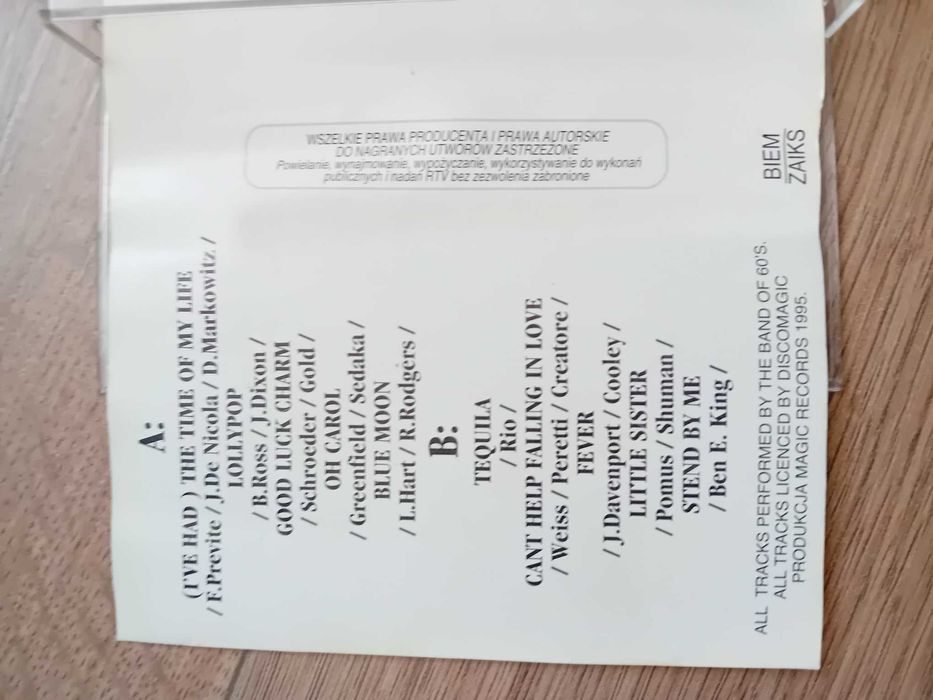 A:
(I'VE HAD ) THE TIME OF MY LIFE
/ F.Previte / J.De Nicola / D.Markowitz /
LOLLYPOP
/ B.Ross / J.Dixon /
GOOD LUCK CHARM
/ Schroeder / Gold /
OH CAROL
/ Greenfield / Sedaka /
BLUE MOON
/ L.Hart / R.Rodgers /
B:
TEQUILA
/ Rio /
CANT HELP FALLING IN LOVE
/ Weiss / Peretti / Creatore /
FEVER
/ J.Davenport / Cooley /
LITTLE SISTER
/ Pomus / Shuman /
STEND BY ME
/ Ben E. King /
ALL TRACKS PERFORMED BY THE BAND OF 60'S.
ALL TRACKS LICENCED BY DISCOMAGIC
PRODUKCJA MAGIC RECORDS 1995.
BIEM
ZAIKS
WSZELKIE PRAWA PRODUCENTA I PRAWA AUTORSKIE
DO NAGRANYCH UTWORÓW ZASTRZEŻONE
Powielanie, wynajmowanie, wypożyczanie, wykorzystywanie do wykonań
publicznych i nadań RTV bez zezwolenia zabronione